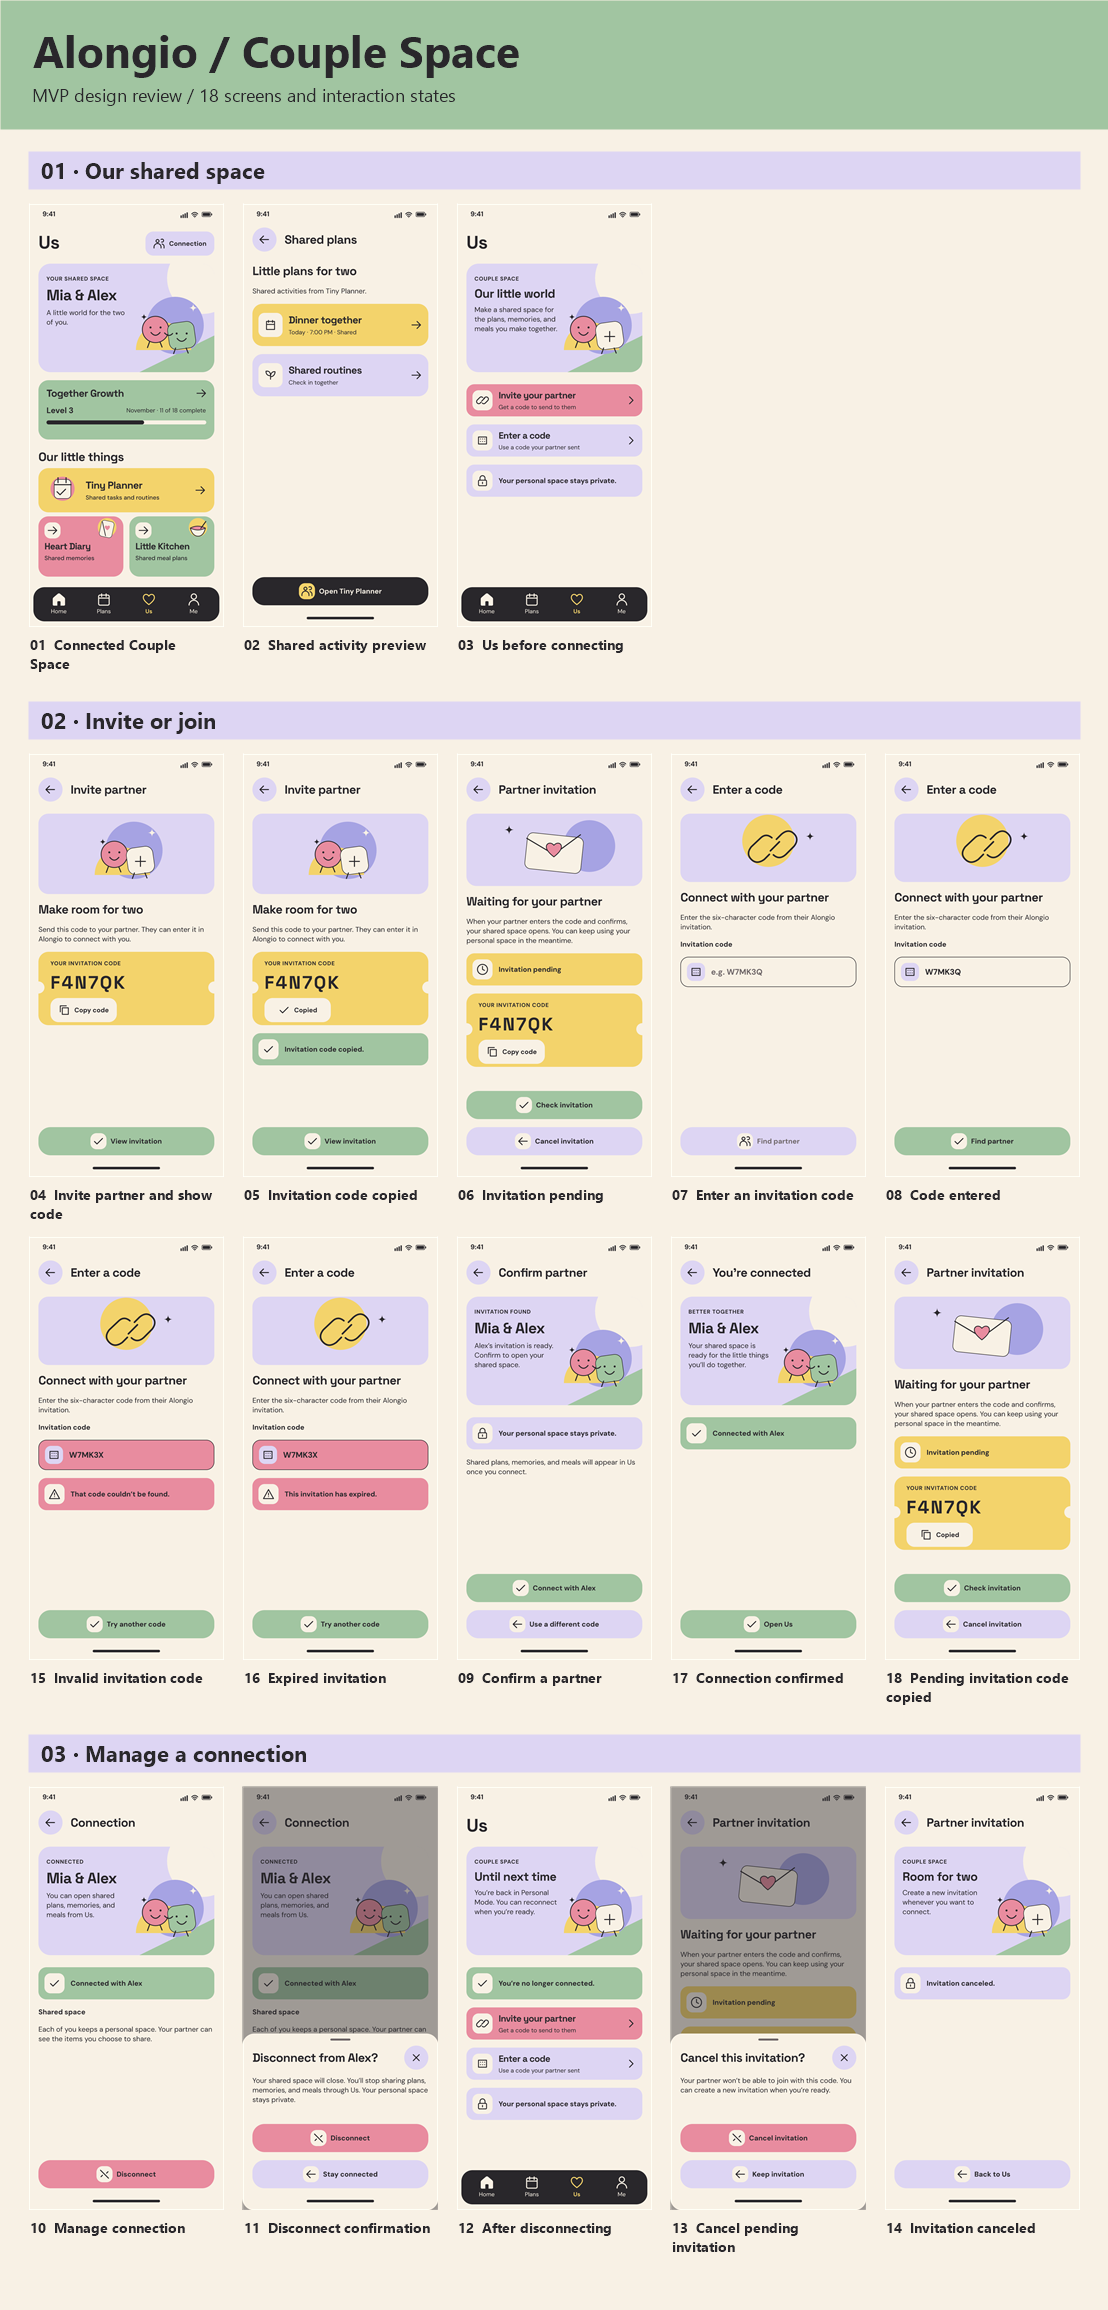 Alongio / Couple Space
MVP design review / 18 screens and interaction states
01 · Our shared space
9:41
Us
Connection
YOUR SHARED SPACE
Mia & Alex
A little world for the two
of you.
Together Growth
Level 3
November · 11 of 18 complete
Our little things
Tiny Planner
Shared tasks and routines
Heart Diary
Shared memories
Little Kitchen
Shared meal plans
Home
Plans
Us
Me
01 Connected Couple
Space
9:41
Shared plans
Little plans for two
Shared activities from Tiny Planner.
Dinner together
Today · 7:00 PM · Shared
Shared routines
Check in together
Open Tiny Planner
02 Shared activity preview
9:41
Us
COUPLE SPACE
Our little world
Make a shared space for
the plans, memories, and
meals you make together.
Invite your partner
Get a code to send to them
Enter a code
Use a code your partner sent
Your personal space stays private.
Home
Plans
Us
Me
03 Us before connecting
02 · Invite or join
9:41
Invite partner
Make room for two
Send this code to your partner. They can enter it in
Alongio to connect with you.
YOUR INVITATION CODE
F4N7QK
Copy code
View invitation
04 Invite partner and show
code
9:41
Invite partner
Make room for two
Send this code to your partner. They can enter it in
Alongio to connect with you.
YOUR INVITATION CODE
F4N7QK
Copied
Invitation code copied.
View invitation
05 Invitation code copied
9:41
Partner invitation
Waiting for your partner
When your partner enters the code and confirms,
your shared space opens. You can keep using your
personal space in the meantime.
Invitation pending
YOUR INVITATION CODE
F4N7QK
Copy code
Check invitation
Cancel invitation
06 Invitation pending
9:41
Enter a code
Connect with your partner
Enter the six-character code from their Alongio
invitation.
Invitation code
e.g. W7MK3Q
Find partner
07 Enter an invitation code
9:41
Enter a code
Connect with your partner
Enter the six-character code from their Alongio
invitation.
Invitation code
W7MK3Q
Find partner
08 Code entered
9:41
Enter a code
Connect with your partner
Enter the six-character code from their Alongio
invitation.
Invitation code
W7MK3X
That code couldn't be found.
Try another code
15 Invalid invitation code
9:41
Enter a code
Connect with your partner
Enter the six-character code from their Alongio
invitation.
Invitation code
W7MK3X
This invitation has expired.
Try another code
16 Expired invitation
9:41
Confirm partner
INVITATION FOUND
Mia & Alex
Alex's invitation is ready.
Confirm to open your
shared space.
Your personal space stays private.
Shared plans, memories, and meals will appear in Us
once you connect.
Connect with Alex
Use a different code
09 Confirm a partner
9:41
You're connected
BETTER TOGETHER
Mia & Alex
Your shared space is
ready for the little things
you'll do together.
Connected with Alex
Open Us
17 Connection confirmed
9:41
Partner invitation
Waiting for your partner
When your partner enters the code and confirms,
your shared space opens. You can keep using your
personal space in the meantime.
Invitation pending
YOUR INVITATION CODE
F4N7QK
Copied
Check invitation
Cancel invitation
18 Pending invitation code
copied
03 · Manage a connection
9:41
Connection
CONNECTED
Mia & Alex
You can open shared
plans, memories, and
meals from Us.
Connected with Alex
Shared space
Each of you keeps a personal space. Your partner can
see the items you choose to share.
Disconnect
10 Manage connection
9:41
Connection
CONNECTED
Mia & Alex
You can open shared
plans, memories, and
meals from Us.
Connected with Alex
Shared space
Each of you keeps a personal space. Your partner can
Disconnect from Alex?
Your shared space will close. You'll stop sharing plans,
memories, and meals through Us. Your personal space
stays private.
Disconnect
Stay connected
11 Disconnect confirmation
9:41
Us
COUPLE SPACE
Until next time
You're back in Personal
Mode. You can reconnect
when you're ready.
You're no longer connected.
Invite your partner
Get a code to send to them
Enter a code
Use a code your partner sent
Your personal space stays private.
Home
Plans
Us
Me
12 After disconnecting
9:41
Partner invitation
Waiting for your partner
When your partner enters the code and confirms,
your shared space opens. You can keep using your
personal space in the meantime.
Invitation pending
Cancel this invitation?
Your partner won't be able to join with this code. You
can create a new invitation when you're ready.
Cancel invitation
Keep invitation
13 Cancel pending
invitation
9:41
Partner invitation
COUPLE SPACE
Room for two
Create a new invitation
whenever you want to
connect.
Invitation canceled.
Back to Us
14 Invitation canceled